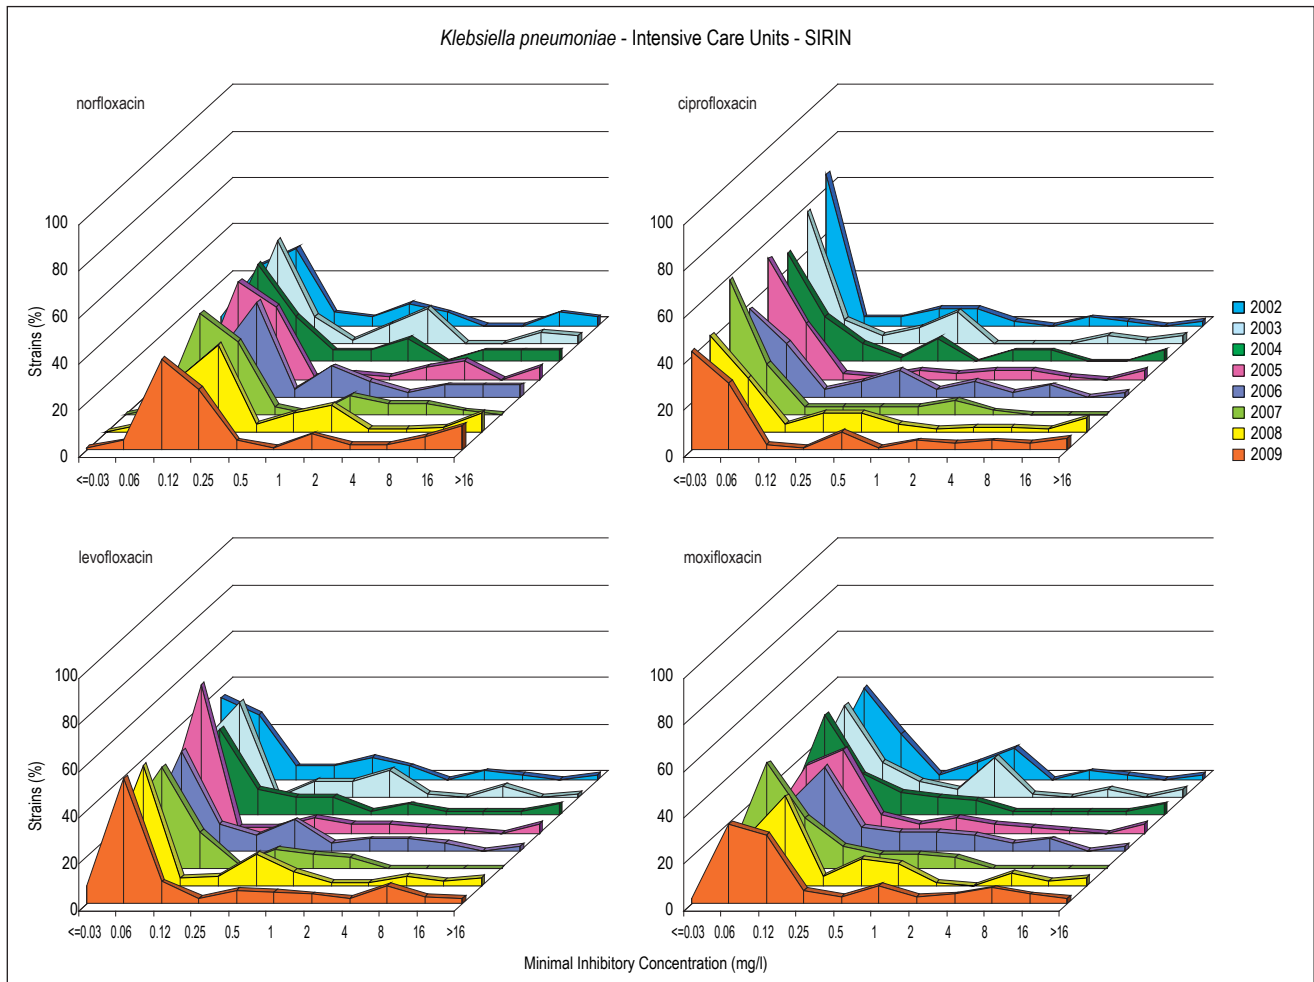 Klebsiella pneumoniae - Intensive Care Units - SIRIN
norfloxacin
ciprofloxacin
100
80
60
40
20
0
Strains (%)
<=0.03 0.06 0.12 0.25 0.5 1 2 4 8 16 >16
100
80
60
40
20
0
<=0.03 0.06 0.12 0.25 0.5 1 2 4 8 16 >16
2002
2003
2004
2005
2006
2007
2008
2009
levofloxacin
moxifloxacin
100
80
60
40
20
0
Strains (%)
<=0.03 0.06 0.12 0.25 0.5 1 2 4 8 16 >16
100
80
60
40
20
0
<=0.03 0.06 0.12 0.25 0.5 1 2 4 8 16 >16
Minimal Inhibitory Concentration (mg/l)